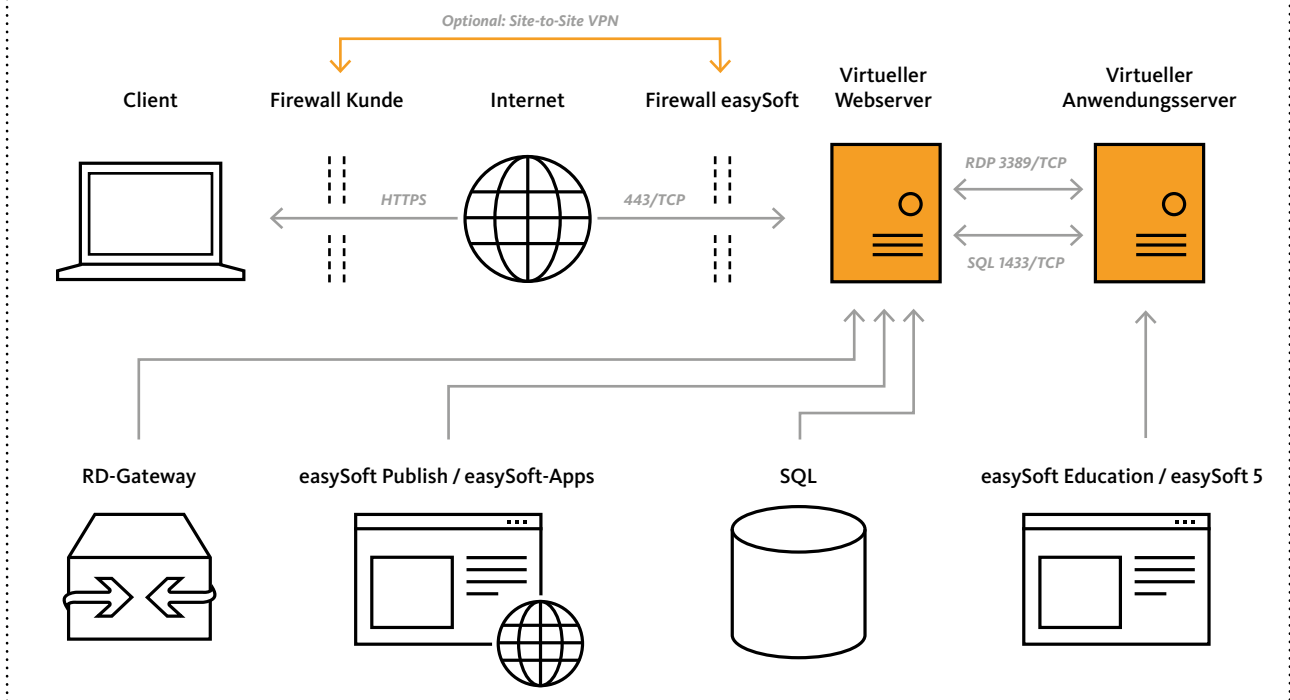 Optional: Site-to-Site VPN
Client
Firewall Kunde
Internet
Firewall easySoft
Virtueller
Webserver
Virtueller
Anwendungsserver
HTTPS
443/TCP
RDP 3389/TCP
SQL 1433/TCP
RD-Gateway
easySoft Publish / easySoft-Apps
SQL
easySoft Education / easySoft 5